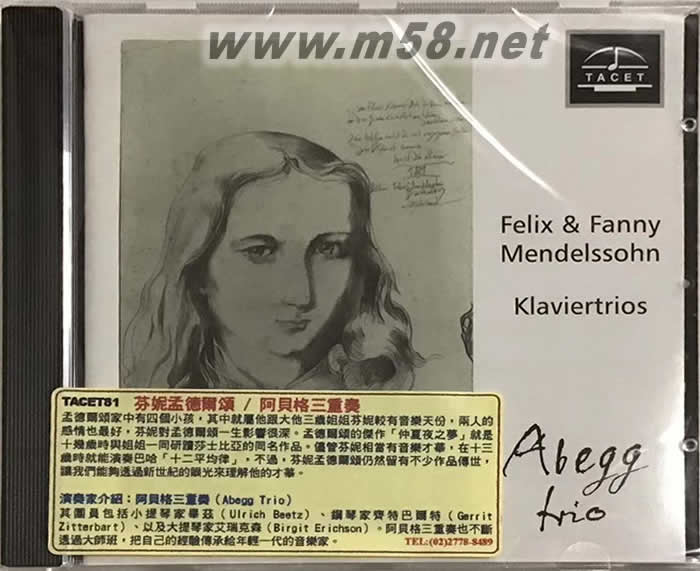 www.m58.net
TACET
Felix & Fanny
Mendelssohn
Klaviertrios
Abegg
trio
TACET81 芬妮孟德爾頌 / 阿貝格三重奏
孟德爾頌家中有四個小孩，其中就屬他跟大他三歲姐姐芬妮較有音樂天份，兩人的
感情也最好，芬妮對孟德爾頌一生影響很深。孟德爾頌的傑作「仲夏夜之夢」就是
十幾歲時與姐姐一同研讀莎士比亞的同名作品。儘管芬妮相當有音樂才華，在十三
歲時就能演奏巴哈「十二平均律」，不過，芬妮孟德爾頌仍然留有不少作品傳世，
讓我們能夠透過新世紀的眼光來理解他的才華。
演奏家介紹：阿貝格三重奏 (Abegg Trio)
其團員包括小提琴家畢茲 (Ulrich Beetz)、鋼琴家齊特巴爾特 (Gerrit
Zitterbart)、以及大提琴家艾瑞克森 (Birgit Erichson)。阿貝格三重奏也不斷
透過大師班，把自己的經驗傳承給年輕一代的音樂家。 TEL:(02)2778-8489